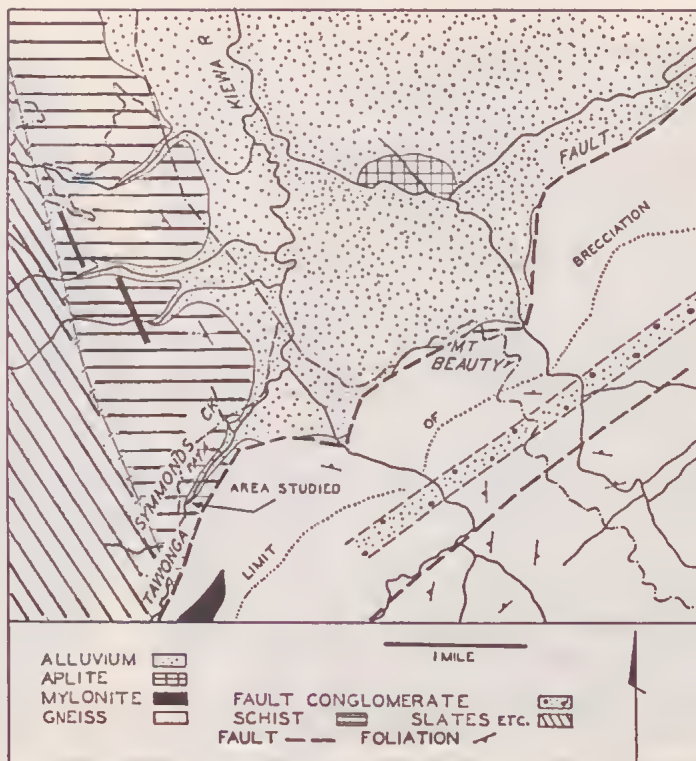 KIEWA R
FAULT
BRECCIATION
MT
BEAUTY
OF
CK
SYMMONDS
AREA STUDIED
TAWONGA
LIMIT
ALLUVIUM
1 MILE
APLITE
MYLONITE FAULT CONGLOMERATE
GNEISS SCHIST SLATES ETC.
FAULT FOLIATION